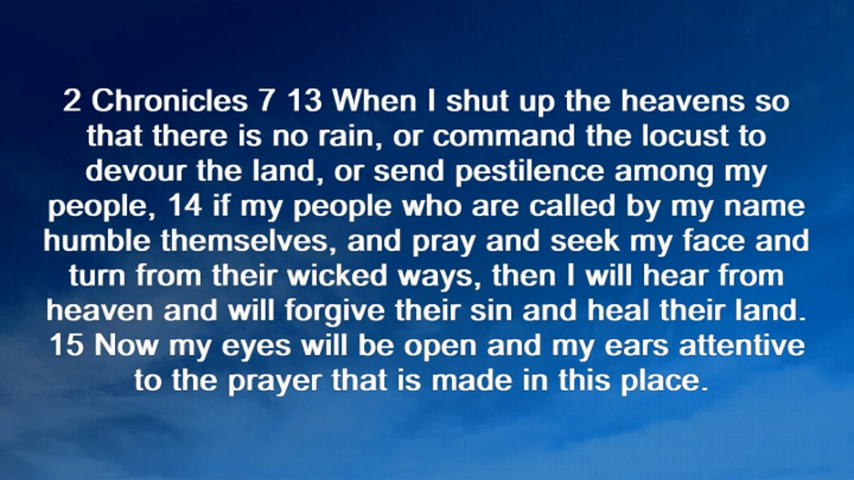 2 Chronicles 7 13 When I shut up the heavens so
that there is no rain, or command the locust to
devour the land, or send pestilence among my
people, 14 if my people who are called by my name
humble themselves, and pray and seek my face and
turn from their wicked ways, then I will hear from
heaven and will forgive their sin and heal their land.
15 Now my eyes will be open and my ears attentive
to the prayer that is made in this place.